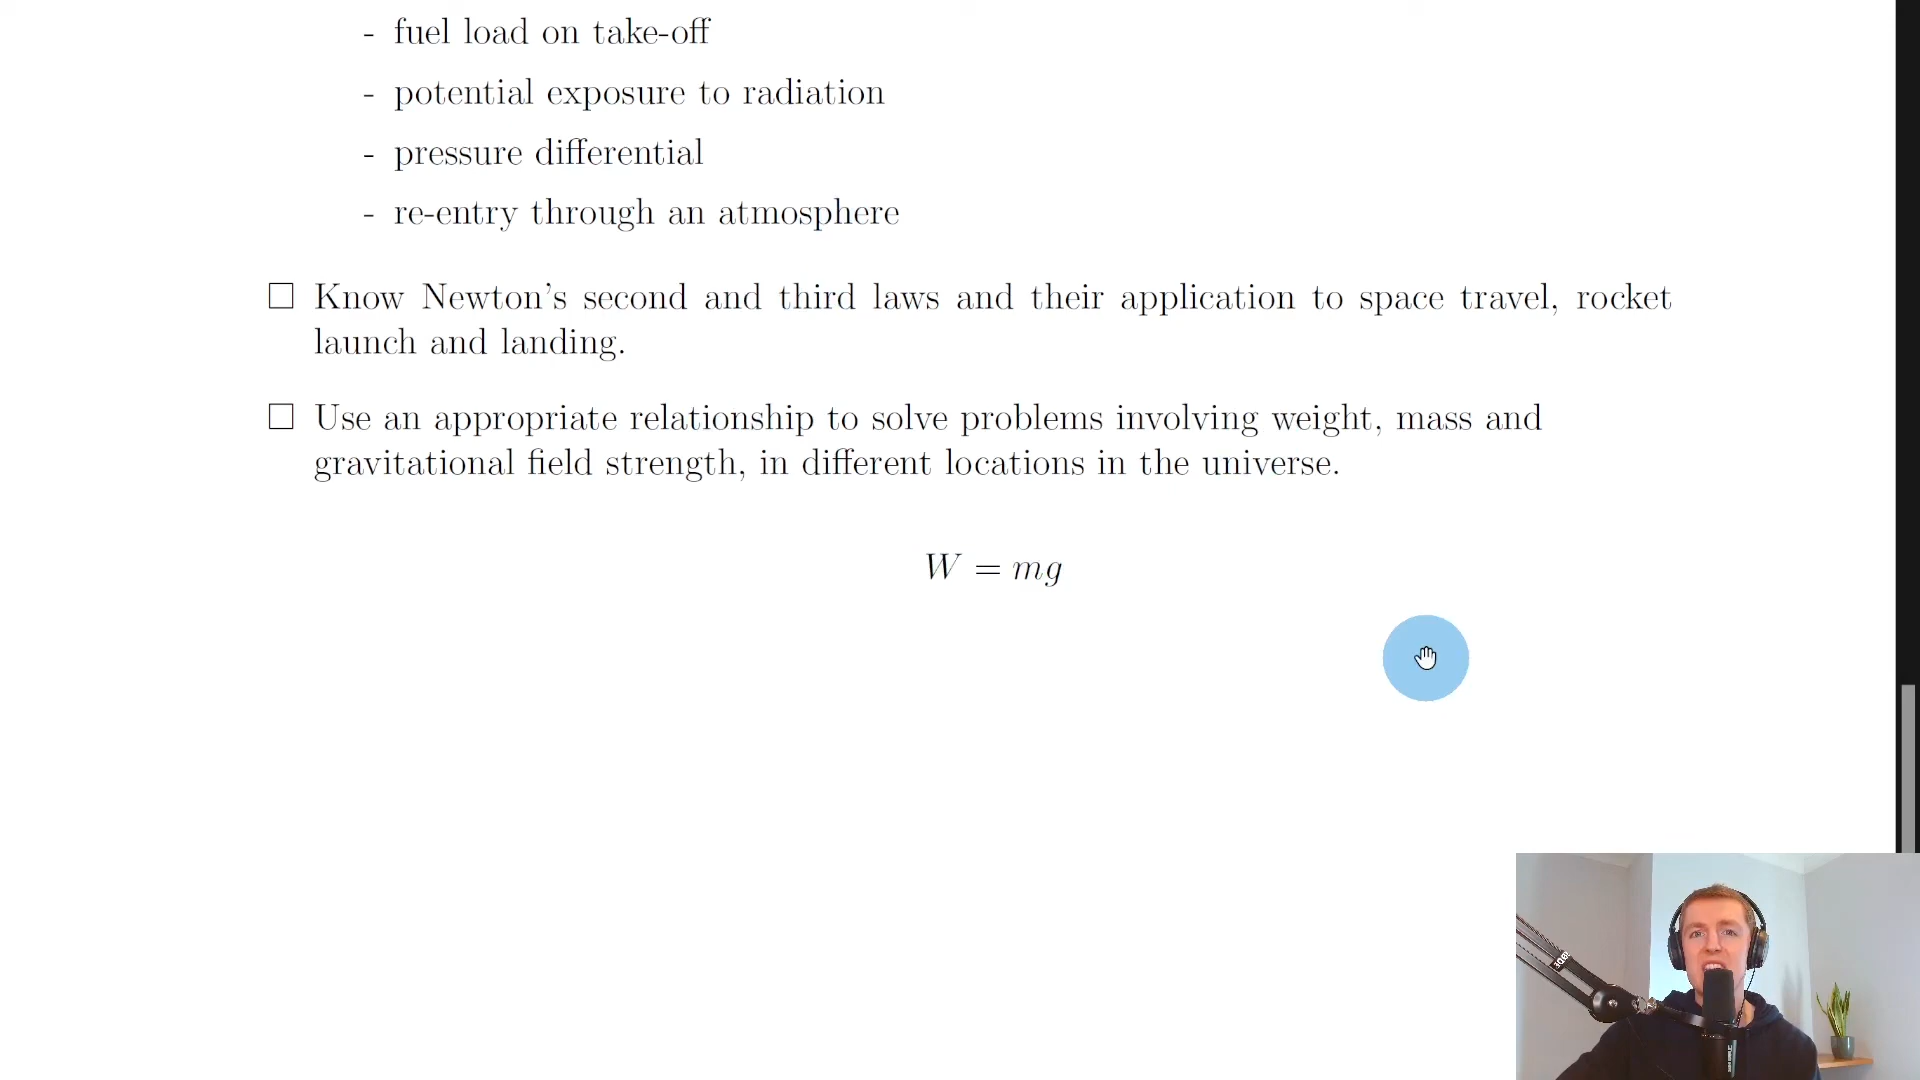 - fuel load on take-off
- potential exposure to radiation
- pressure differential
- re-entry through an atmosphere
☐ Know Newton's second and third laws and their application to space travel, rocket
launch and landing.
☐ Use an appropriate relationship to solve problems involving weight, mass and
gravitational field strength, in different locations in the universe.
W = mg
RODE